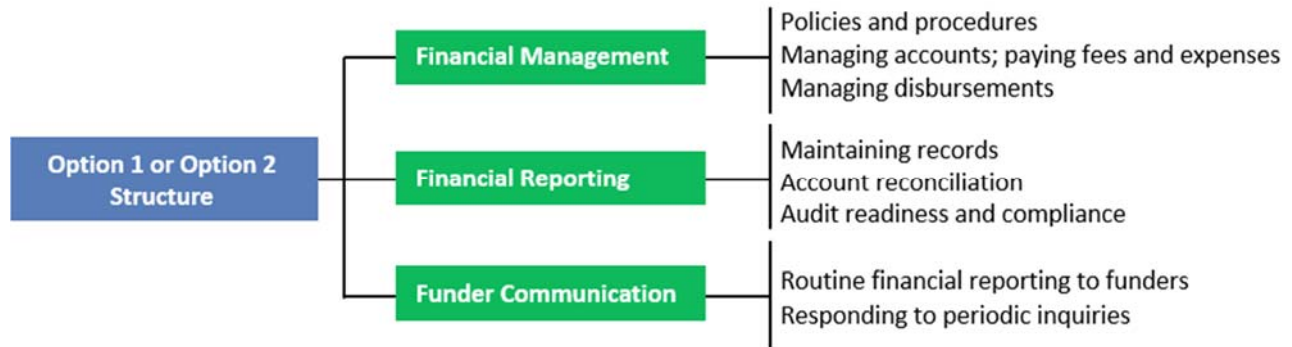 Option 1 or Option 2
Structure
Financial Management
Policies and procedures
Managing accounts; paying fees and expenses
Managing disbursements
Financial Reporting
Maintaining records
Account reconciliation
Audit readiness and compliance
Funder Communication
Routine financial reporting to funders
Responding to periodic inquiries